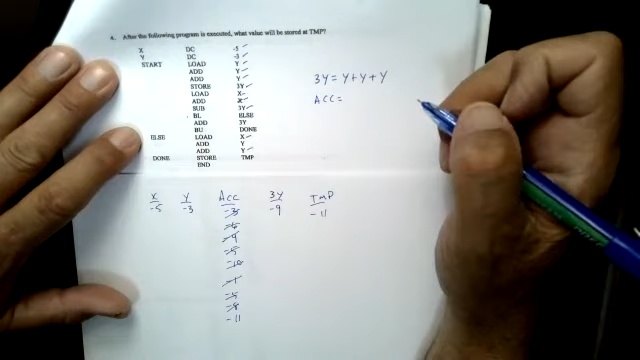 4. After the following program is executed, what value will be stored at TMP?
X DC -5
Y DC -3
START LOAD Y
ADD Y
ADD Y
STORE 3Y
LOAD X
ADD X
SUB 3Y
BL ELSE
ADD 3Y
BU DONE
ELSE LOAD X
ADD Y
ADD Y
DONE STORE TMP
END
3Y = Y + Y + Y
ACC =
X Y ACC 3Y TMP
-5 -3 -3 -9 -11
-6
-9
-5
-10
-1
-5
-8
-11